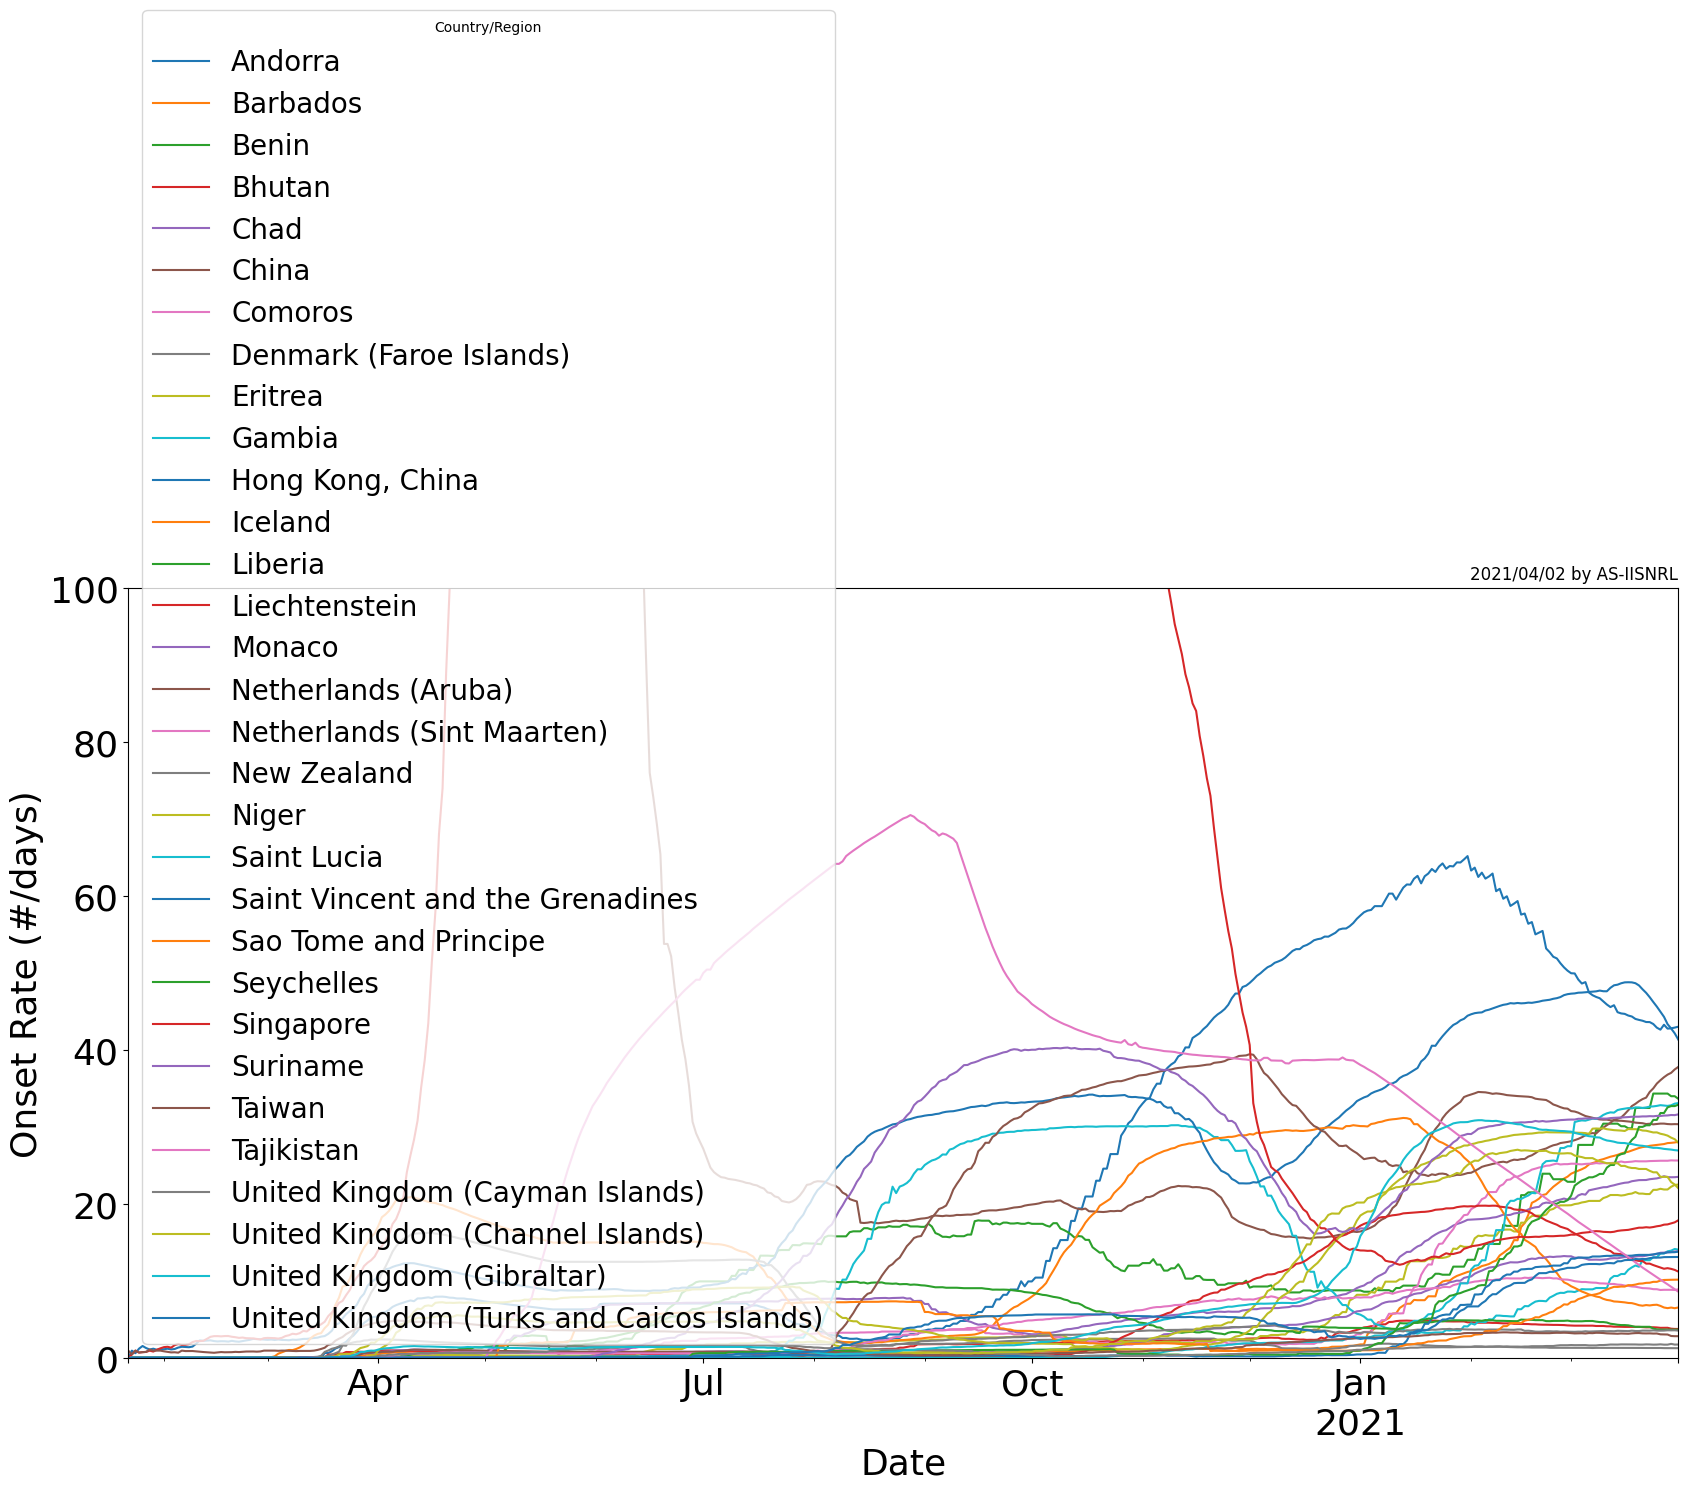 Country/Region
Andorra
Barbados
Benin
Bhutan
Chad
China
Comoros
Denmark (Faroe Islands)
Eritrea
Gambia
Hong Kong, China
Iceland
Liberia
Liechtenstein
Monaco
Netherlands (Aruba)
Netherlands (Sint Maarten)
New Zealand
Niger
Saint Lucia
Saint Vincent and the Grenadines
Sao Tome and Principe
Seychelles
Singapore
Suriname
Taiwan
Tajikistan
United Kingdom (Cayman Islands)
United Kingdom (Channel Islands)
United Kingdom (Gibraltar)
United Kingdom (Turks and Caicos Islands)
2021/04/02 by AS-IISNRL
100
80
60
40
20
0
Onset Rate (#/days)
Apr
Jul
Oct
Jan
2021
Date